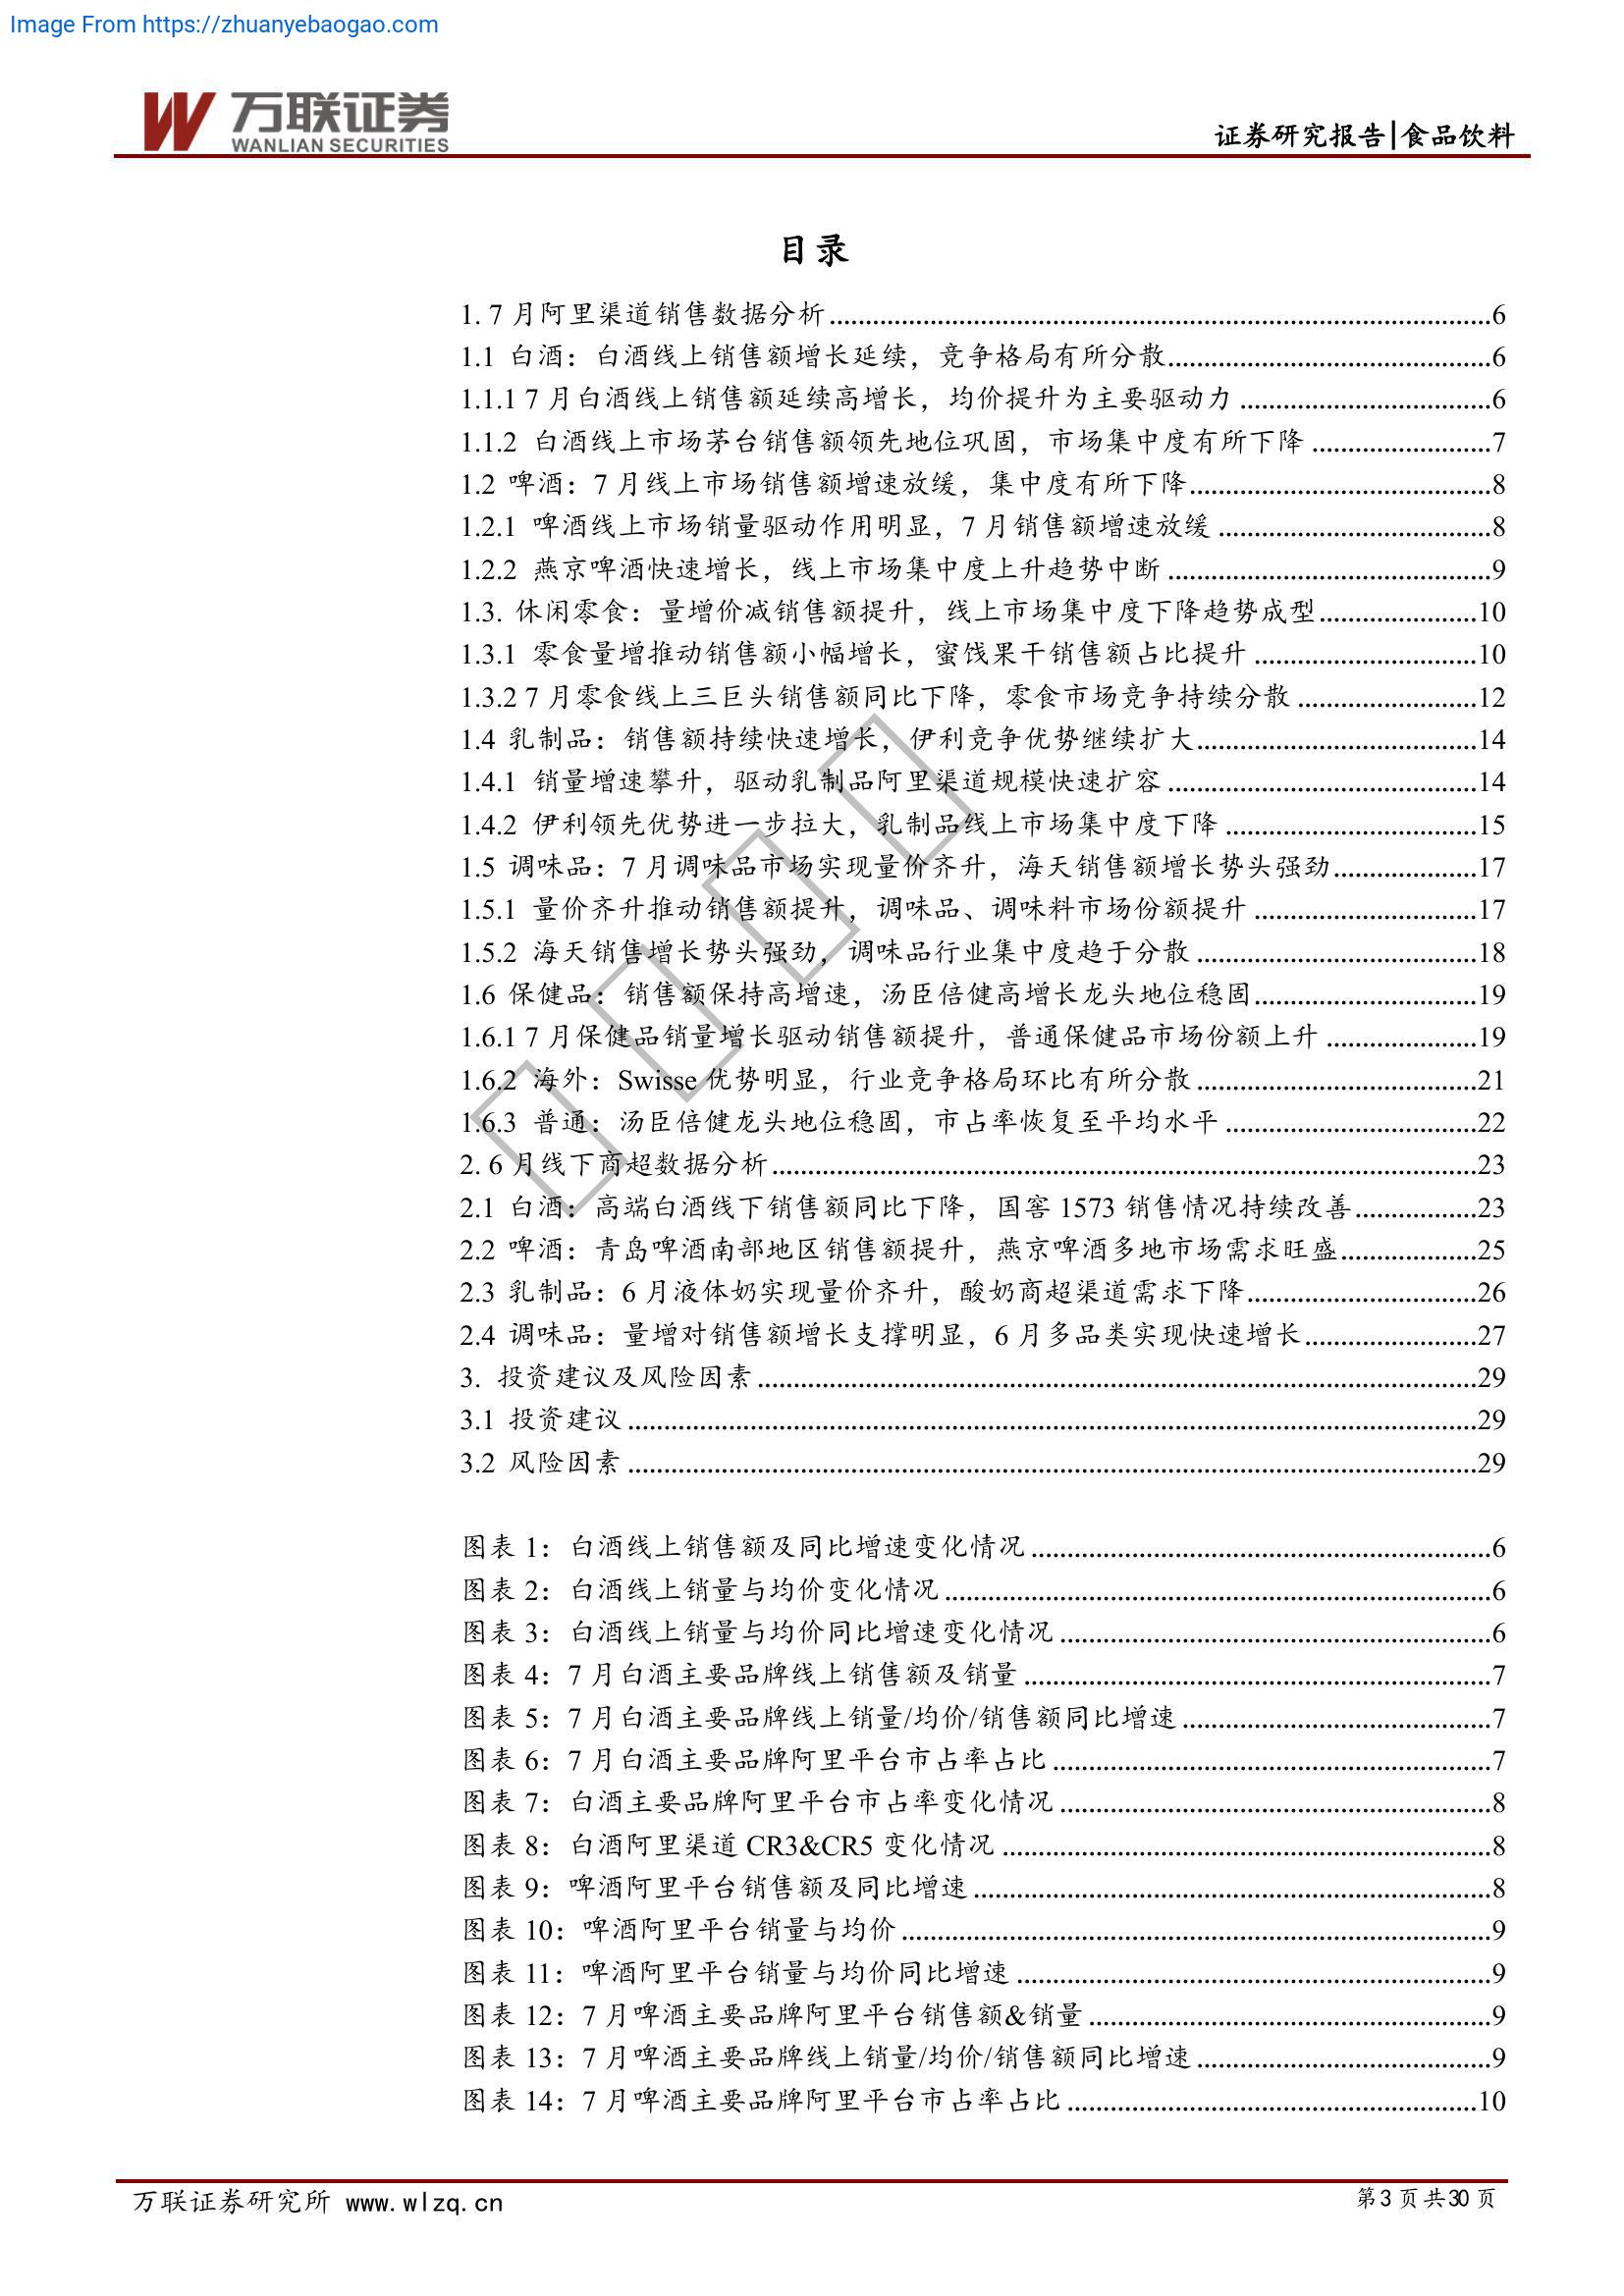 Image From https://zhuanyebaogao.com
万联证券
WANLIAN SECURITIES
证券研究报告|食品饮料
目录
1. 7 月阿里渠道销售数据分析......6
1.1 白酒：白酒线上销售额增长延续，竞争格局有所分散......6
1.1.1 7 月白酒线上销售额延续高增长，均价提升为主要驱动力......6
1.1.2 白酒线上市场茅台销售额领先地位巩固，市场集中度有所下降......7
1.2 啤酒：7 月线上市场销售额增速放缓，集中度有所下降......8
1.2.1 啤酒线上市场销量驱动作用明显，7 月销售额增速放缓......8
1.2.2 燕京啤酒快速增长，线上市场集中度上升趋势中断......9
1.3. 休闲零食：量增价减销售额提升，线上市场集中度下降趋势成型......10
1.3.1 零食量增推动销售额小幅增长，蜜饯果干销售额占比提升......10
1.3.2 7 月零食线上三巨头销售额同比下降，零食市场竞争持续分散......12
1.4 乳制品：销售额持续快速增长，伊利竞争优势继续扩大......14
1.4.1 销量增速攀升，驱动乳制品阿里渠道规模快速扩容......14
1.4.2 伊利领先优势进一步拉大，乳制品线上市场集中度下降......15
1.5 调味品：7 月调味品市场实现量价齐升，海天销售额增长势头强劲......17
1.5.1 量价齐升推动销售额提升，调味品、调味料市场份额提升......17
1.5.2 海天销售增长势头强劲，调味品行业集中度趋于分散......18
1.6 保健品：销售额保持高增速，汤臣倍健高增长龙头地位稳固......19
1.6.1 7 月保健品销量增长驱动销售额提升，普通保健品市场份额上升......19
1.6.2 海外：Swisse 优势明显，行业竞争格局环比有所分散......21
1.6.3 普通：汤臣倍健龙头地位稳固，市占率恢复至平均水平......22
2. 6 月线下商超数据分析......23
2.1 白酒：高端白酒线下销售额同比下降，国窖 1573 销售情况持续改善......23
2.2 啤酒：青岛啤酒南部地区销售额提升，燕京啤酒多地市场需求旺盛......25
2.3 乳制品：6 月液体奶实现量价齐升，酸奶商超渠道需求下降......26
2.4 调味品：量增对销售额增长支撑明显，6 月多品类实现快速增长......27
3. 投资建议及风险因素......29
3.1 投资建议......29
3.2 风险因素......29
图表 1：白酒线上销售额及同比增速变化情况......6
图表 2：白酒线上销量与均价变化情况......6
图表 3：白酒线上销量与均价同比增速变化情况......6
图表 4：7 月白酒主要品牌线上销售额及销量......7
图表 5：7 月白酒主要品牌线上销量/均价/销售额同比增速......7
图表 6：7 月白酒主要品牌阿里平台市占率占比......7
图表 7：白酒主要品牌阿里平台市占率变化情况......8
图表 8：白酒阿里渠道 CR3&CR5 变化情况......8
图表 9：啤酒阿里平台销售额及同比增速......8
图表 10：啤酒阿里平台销量与均价......9
图表 11：啤酒阿里平台销量与均价同比增速......9
图表 12：7 月啤酒主要品牌阿里平台销售额&销量......9
图表 13：7 月啤酒主要品牌线上销量/均价/销售额同比增速......9
图表 14：7 月啤酒主要品牌阿里平台市占率占比......10
万联证券研究所 www.wlzq.cn
第 3 页 共 30 页